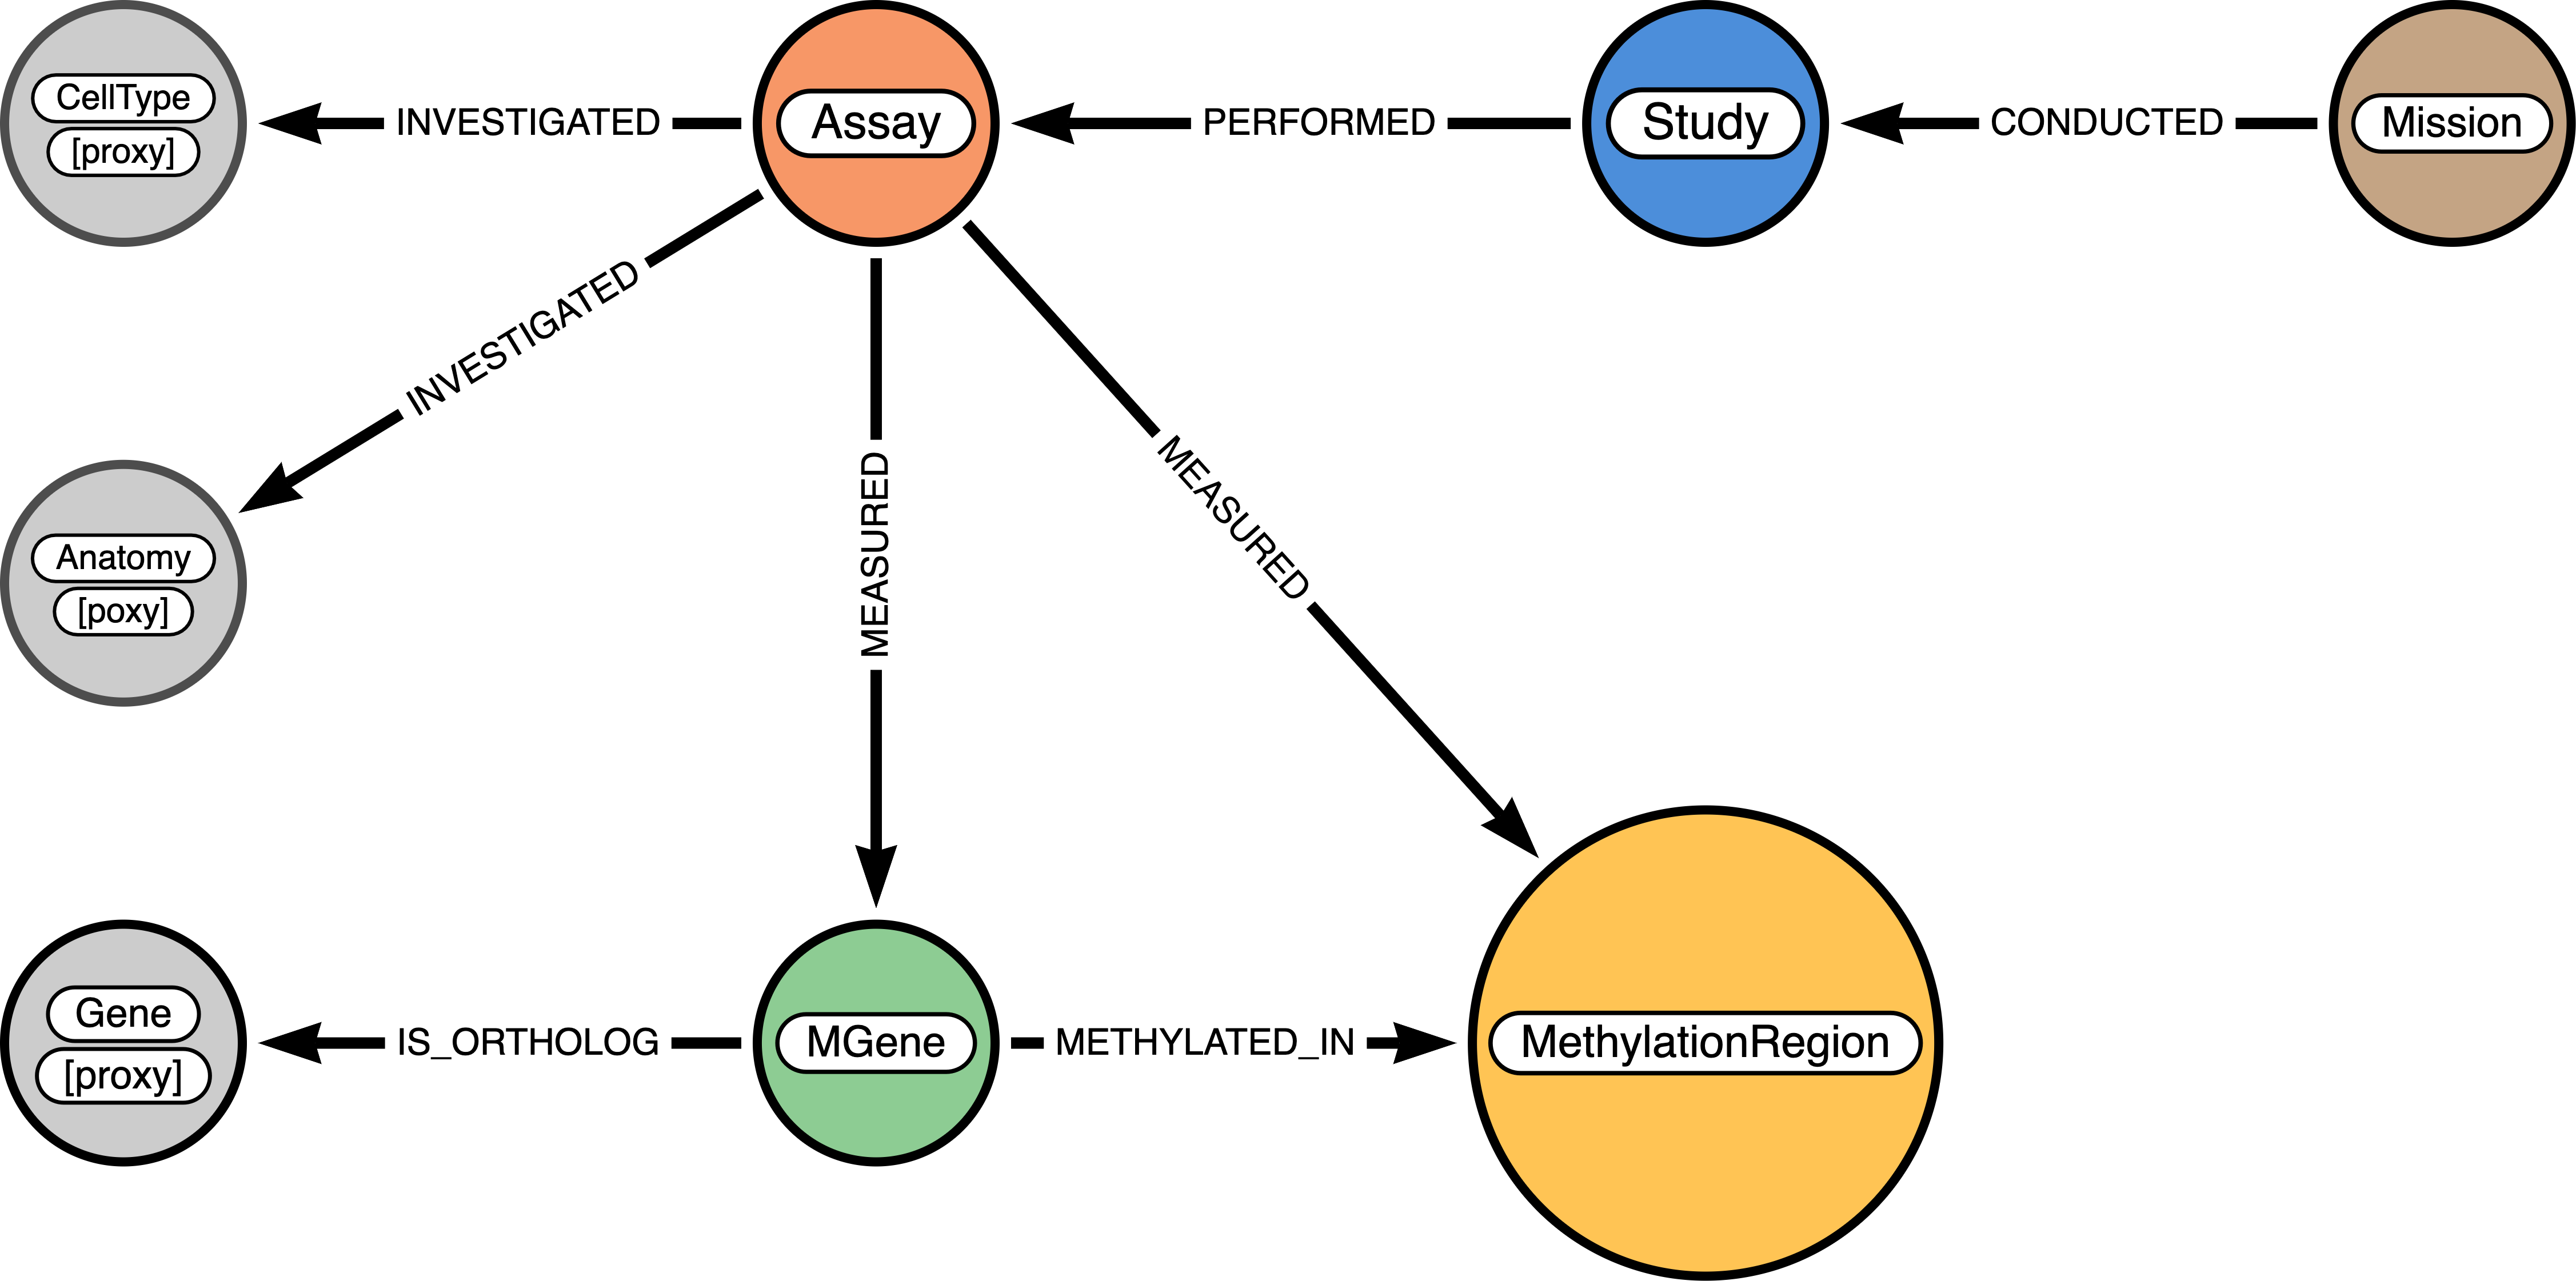 CellType
[proxy]
INVESTIGATED
Assay
PERFORMED
Study
CONDUCTED
Mission
INVESTIGATED
MEASURED
MEASURED
Anatomy
[poxy]
Gene
[proxy]
IS_ORTHOLOG
MGene
METHYLATED_IN
MethylationRegion